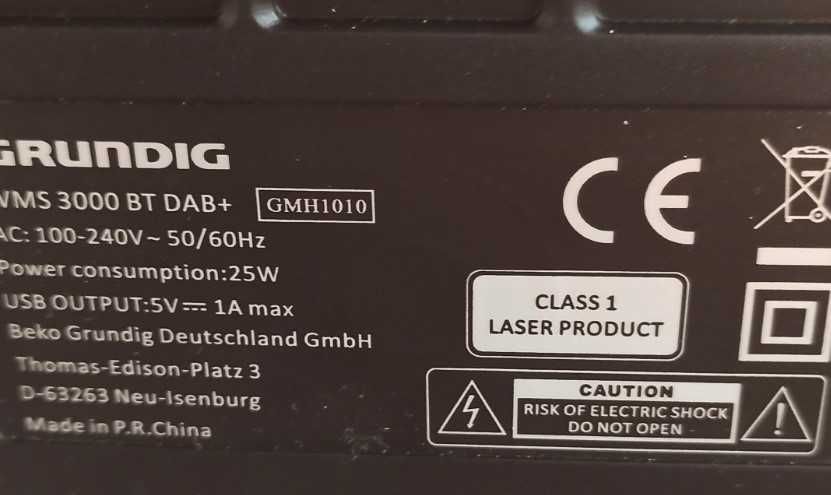 GRUNDIG
WMS 3000 BT DAB+ GMH1010
AC: 100-240V~ 50/60Hz
Power consumption:25W
USB OUTPUT:5V⎓ 1A max
Beko Grundig Deutschland GmbH
Thomas-Edison-Platz 3
D-63263 Neu-Isenburg
Made in P.R.China
CE
CLASS 1
LASER PRODUCT
CAUTION
RISK OF ELECTRIC SHOCK
DO NOT OPEN